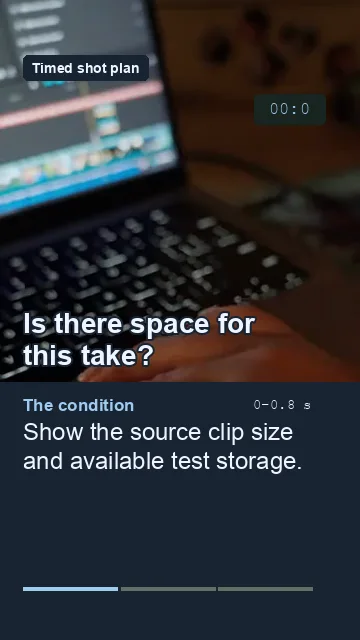 Timed shot plan
00:0
Is there space for
this take?
The condition
0–0.8 s
Show the source clip size
and available test storage.